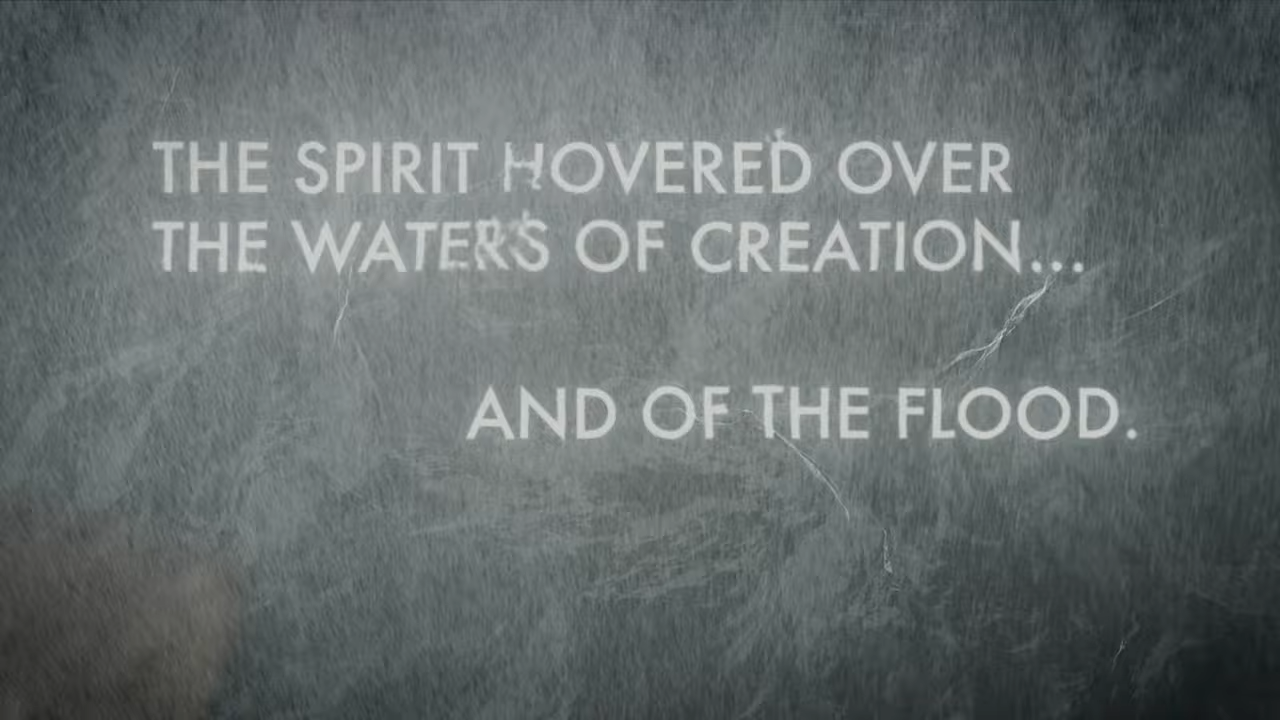 THE SPIRIT HOVERED OVER
THE WATERS OF CREATION...
AND OF THE FLOOD.